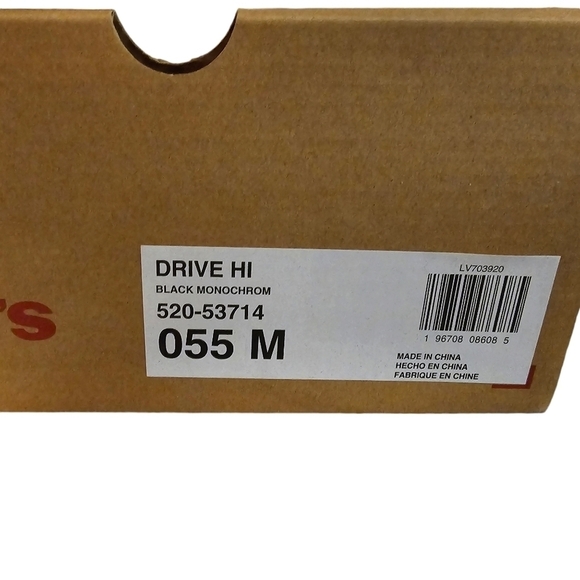 's
DRIVE HI
BLACK MONOCHROM
520-53714
055 M
LV703920
1 96708 08608 5
MADE IN CHINA
HECHO EN CHINA
FABRIQUE EN CHINE